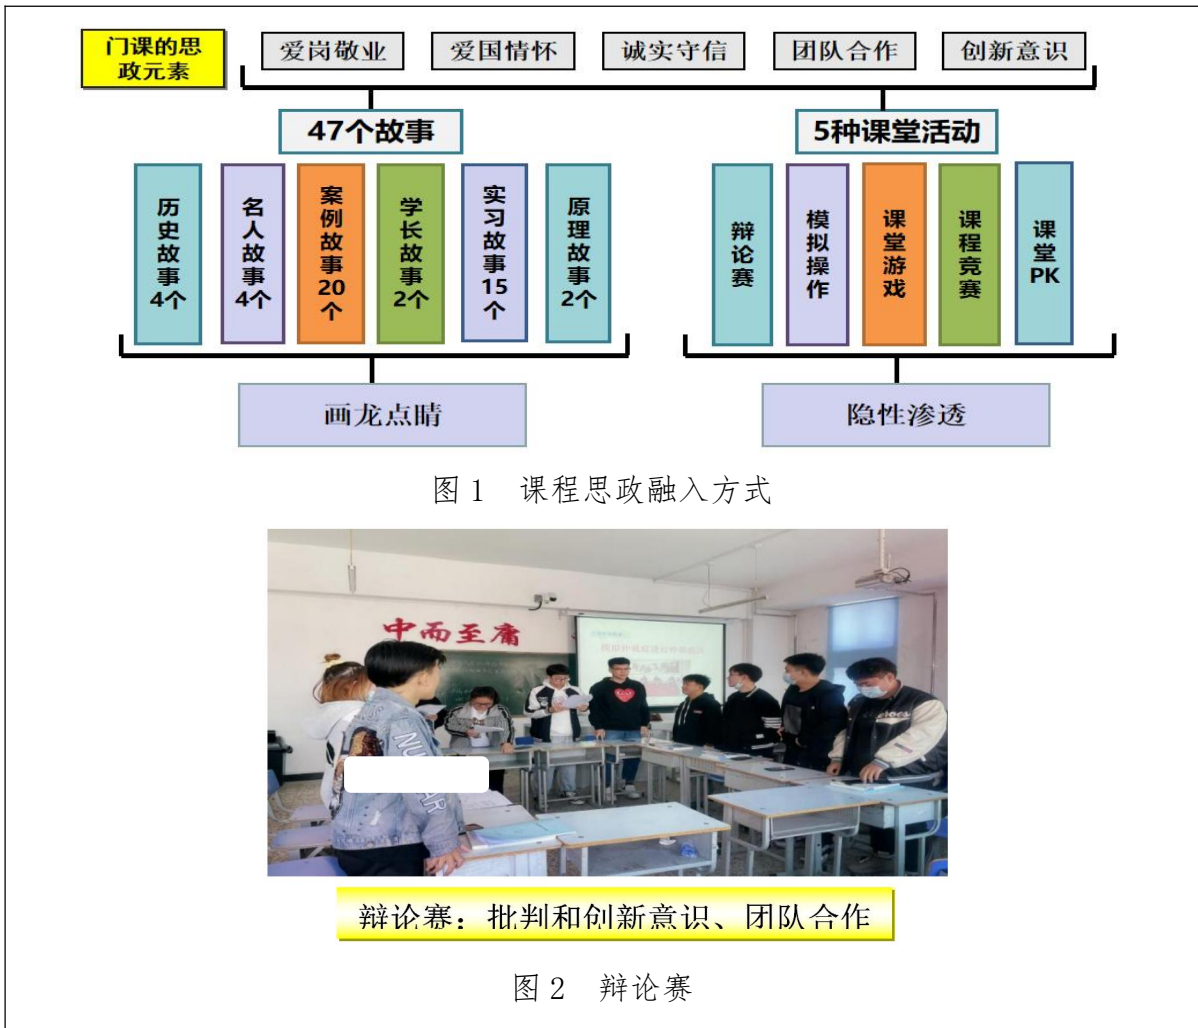 门课的思
政元素
爱岗敬业
爱国情怀
诚实守信
团队合作
创新意识
47个故事
5种课堂活动
历史故事4个
名人故事4个
案例故事20个
学长故事2个
实习故事15个
原理故事2个
辩论赛
模拟操作
课堂游戏
课程竞赛
课堂PK
画龙点睛
隐性渗透
图1 课程思政融入方式
中而至庸
辩论赛：批判和创新意识、团队合作
图2 辩论赛